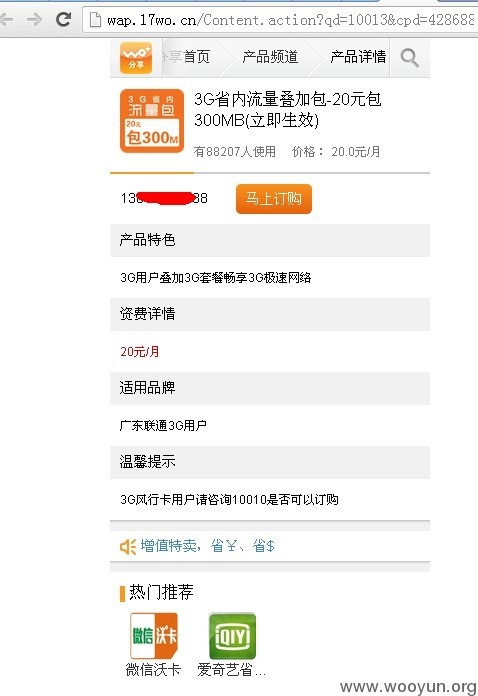 wap.17wo.cn/Content.action?qd=10013&cpd=428688
wo+
分享
分享首页
产品频道
产品详情
3G省内
流量包
20元
包300M
3G省内流量叠加包-20元包
300MB(立即生效)
有88207人使用 价格： 20.0元/月
马上订购
产品特色
3G用户叠加3G套餐畅享3G极速网络
资费详情
20元/月
适用品牌
广东联通3G用户
温馨提示
3G风行卡用户请咨询10010是否可以订购
增值特卖，省￥、省$
热门推荐
微信 沃卡
iQIYI
微信沃卡
爱奇艺省...
www.wooyun.org